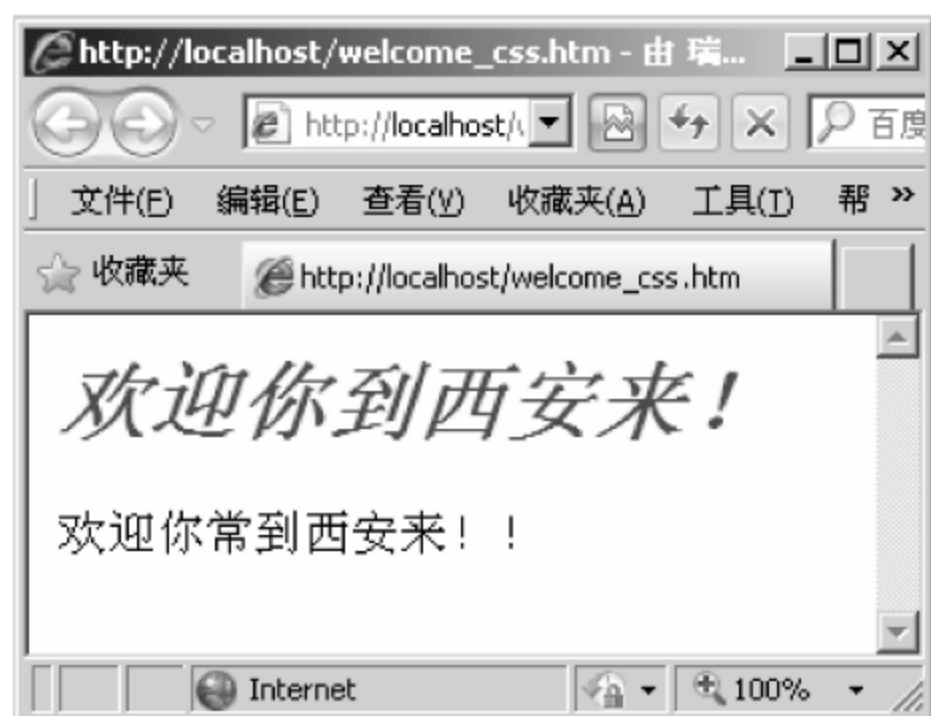 http://localhost/welcome_css.htm - 由 瑞...
http://localhost/
百度
文件(F) 编辑(E) 查看(V) 收藏夹(A) 工具(T) 帮 »
收藏夹 http://localhost/welcome_css.htm
欢迎你到西安来！
欢迎你常到西安来！！
Internet 100%